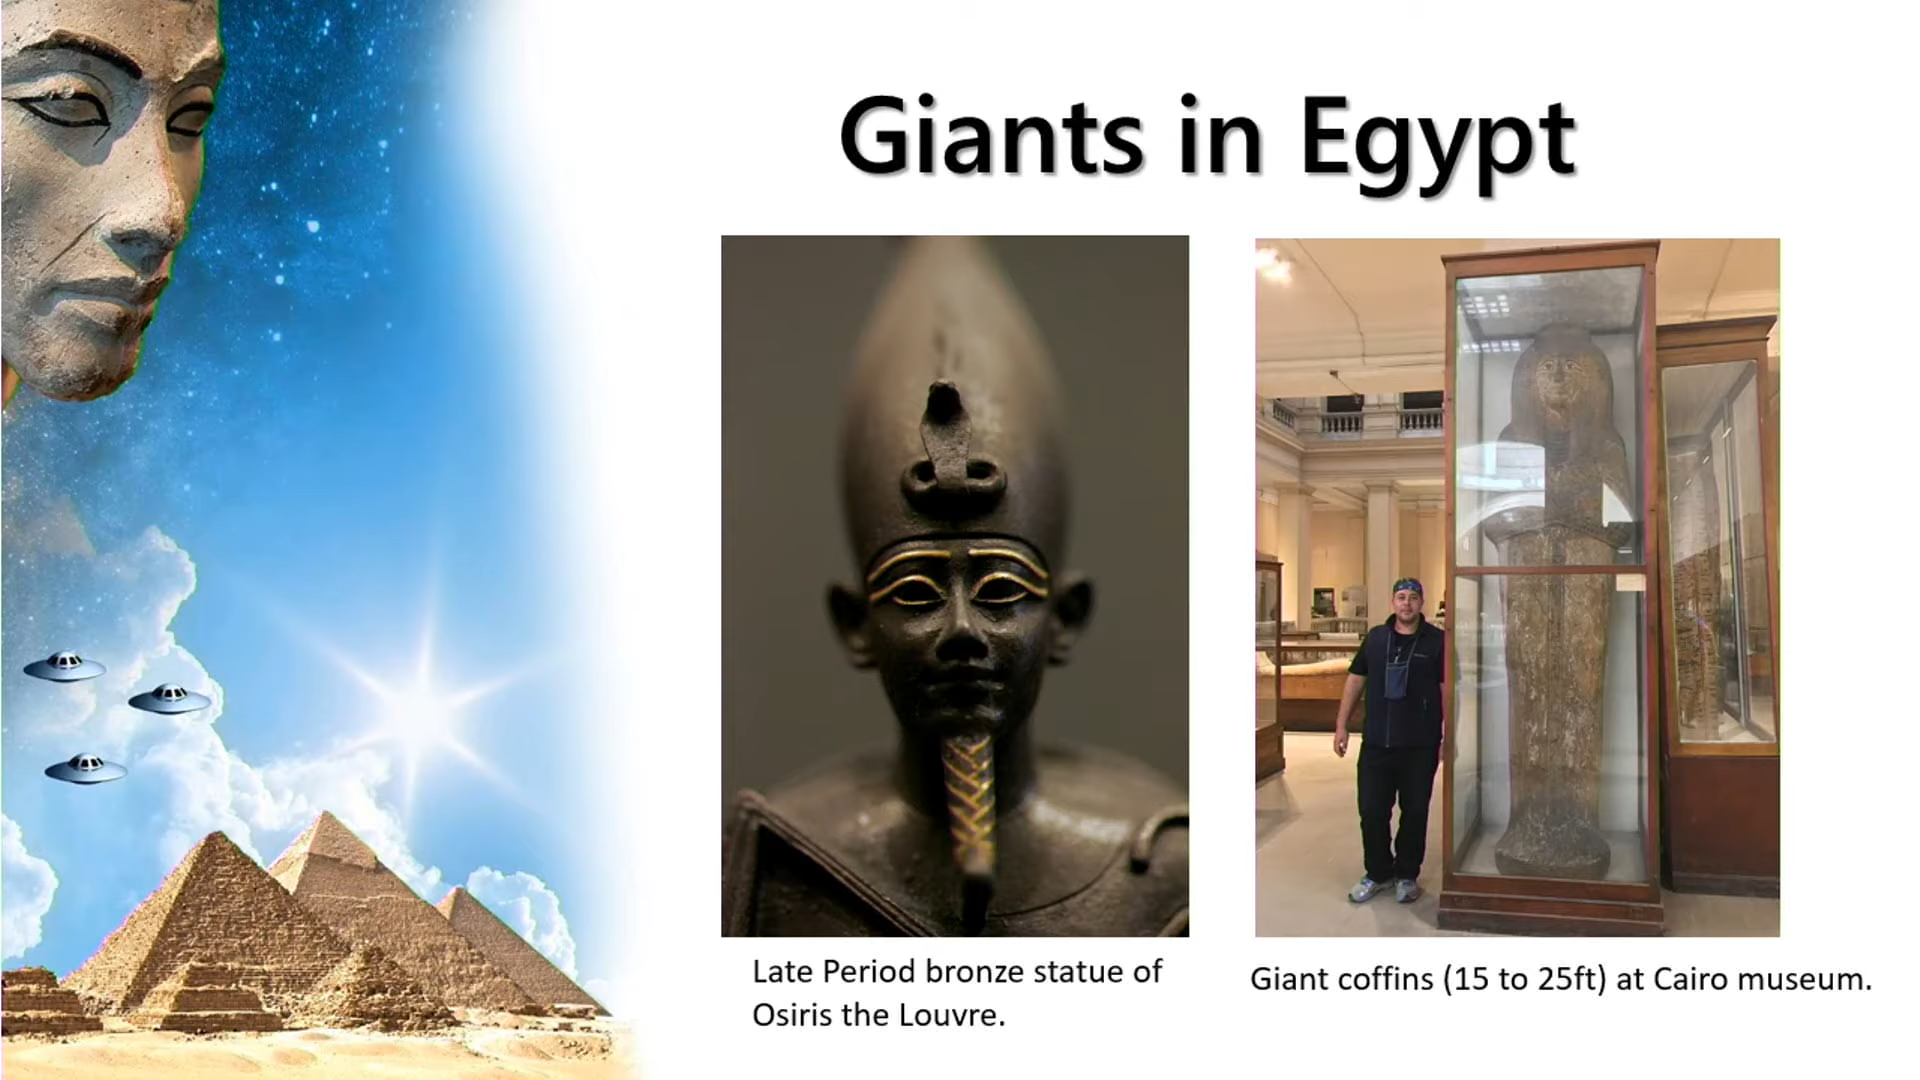 Giants in Egypt
Late Period bronze statue of
Osiris the Louvre.
Giant coffins (15 to 25ft) at Cairo museum.